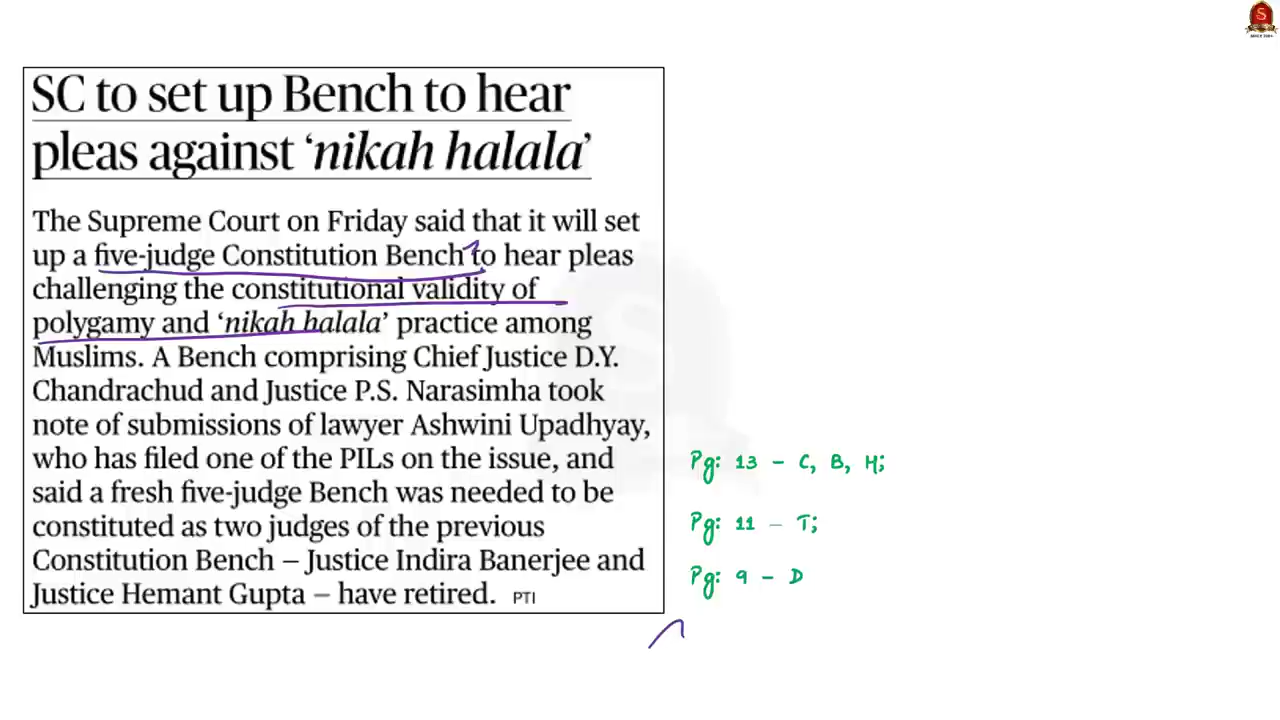 SC to set up Bench to hear
pleas against ‘nikah halala’
The Supreme Court on Friday said that it will set
up a five-judge Constitution Bench to hear pleas
challenging the constitutional validity of
polygamy and ‘nikah halala’ practice among
Muslims. A Bench comprising Chief Justice D.Y.
Chandrachud and Justice P.S. Narasimha took
note of submissions of lawyer Ashwini Upadhyay,
who has filed one of the PILs on the issue, and
said a fresh five-judge Bench was needed to be
constituted as two judges of the previous
Constitution Bench – Justice Indira Banerjee and
Justice Hemant Gupta – have retired. PTI
Pg: 13 – C, B, H;
Pg: 11 – T;
Pg: 9 – D